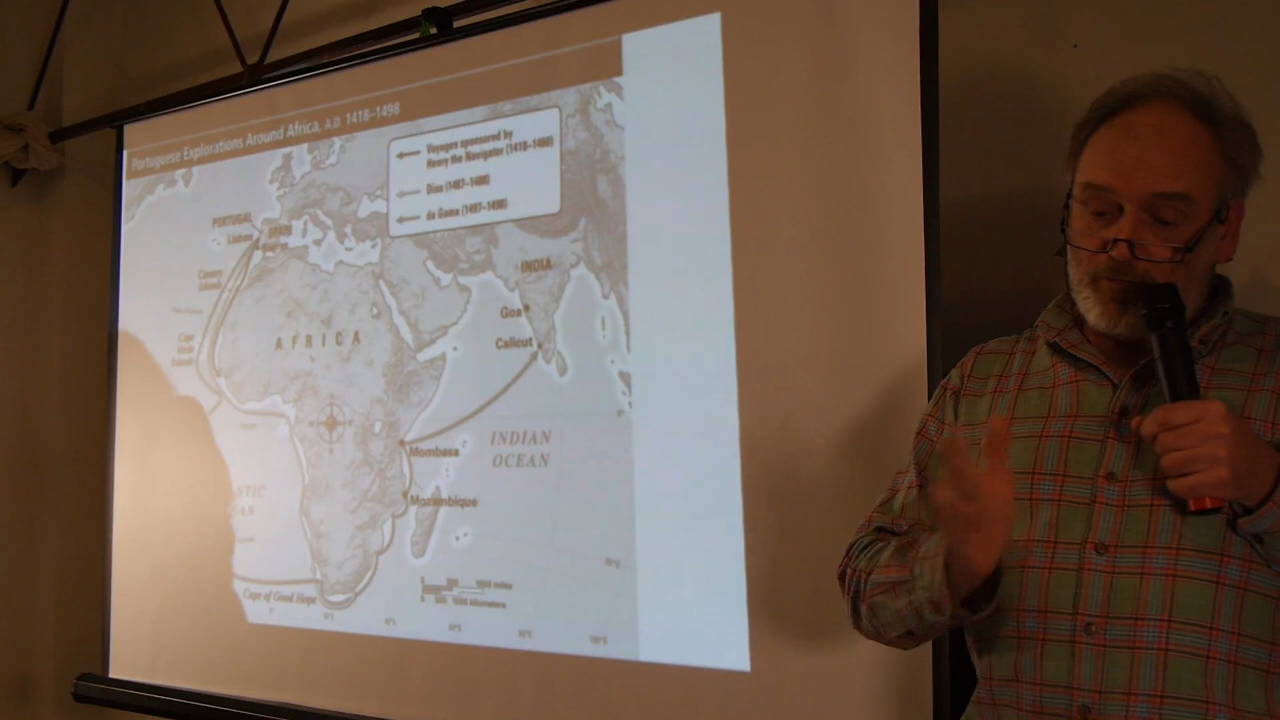 Portuguese Explorations Around Africa, A.D. 1418–1498
Voyages sponsored by
Henry the Navigator (1418–1460)
Dias (1487–1488)
da Gama (1497–1498)
PORTUGAL
Lisbon
SPAIN
Canary
Islands
Cape
Verde
Islands
AFRICA
INDIA
Goa
Calicut
Mombasa
INDIAN
OCEAN
Mozambique
Cape of Good Hope